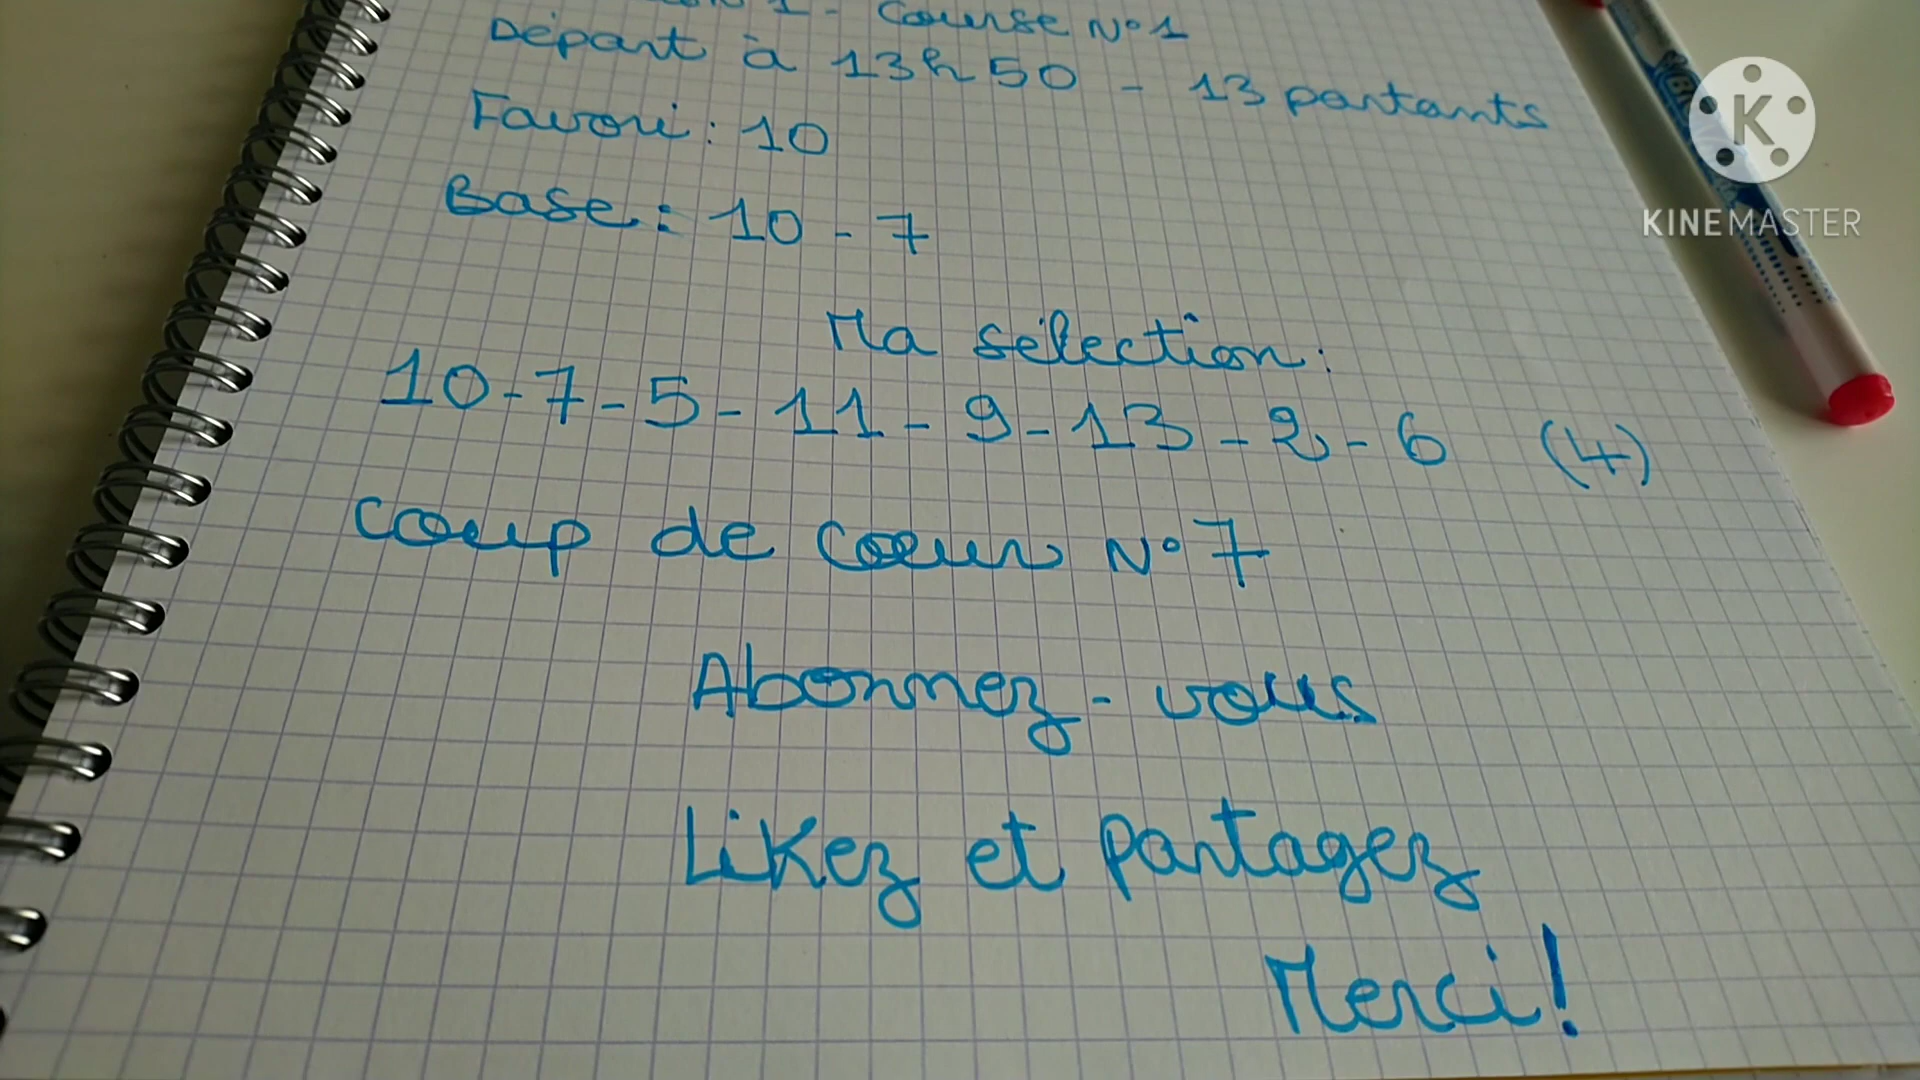 1 - Course N°1
Départ à 13h50 - 13 partants
Favori : 10
Base : 10 - 7
Ma sélection :
10 - 7 - 5 - 11 - 9 - 13 - 2 - 6 (4)
coup de coeur N°7
Abonnez-vous
Likez et partagez
Merci !
K
KINEMASTER